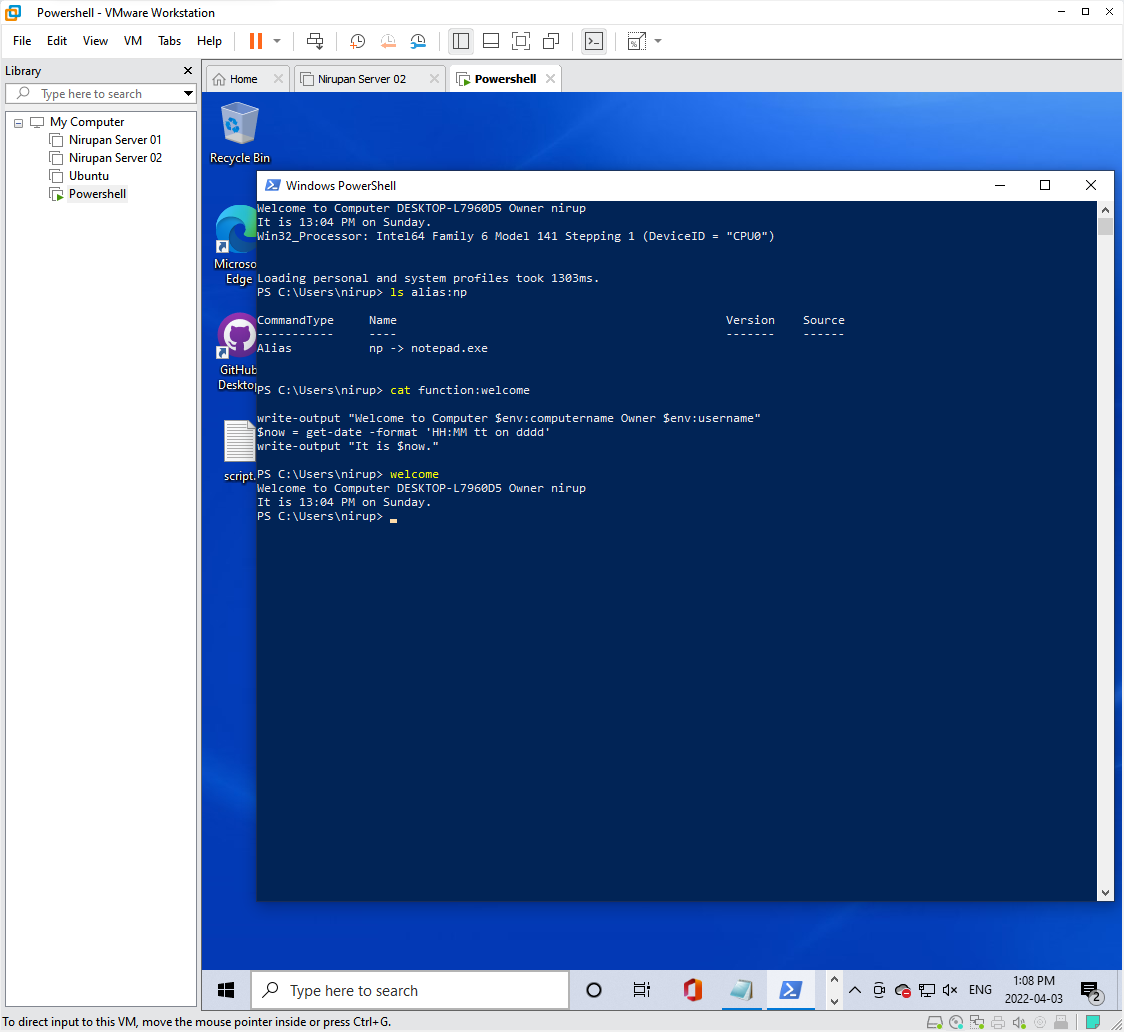 Powershell - VMware Workstation
File Edit View VM Tabs Help
Library
Type here to search
My Computer
Nirupan Server 01
Nirupan Server 02
Ubuntu
Powershell
Home
Nirupan Server 02
Powershell
Recycle Bin
Microso
Edge
GitHub
Desktop
script.
Windows PowerShell
Welcome to Computer DESKTOP-L7960D5 Owner nirup
It is 13:04 PM on Sunday.
Win32_Processor: Intel64 Family 6 Model 141 Stepping 1 (DeviceID = "CPU0")
Loading personal and system profiles took 1303ms.
PS C:\Users\nirup> ls alias:np
CommandType Name Version Source
----------- ---- ------- ------
Alias np -> notepad.exe
PS C:\Users\nirup> cat function:welcome
write-output "Welcome to Computer $env:computername Owner $env:username"
$now = get-date -format 'HH:MM tt on dddd'
write-output "It is $now."
PS C:\Users\nirup> welcome
Welcome to Computer DESKTOP-L7960D5 Owner nirup
It is 13:04 PM on Sunday.
PS C:\Users\nirup>
Type here to search
ENG
1:08 PM
2022-04-03
2
To direct input to this VM, move the mouse pointer inside or press Ctrl+G.